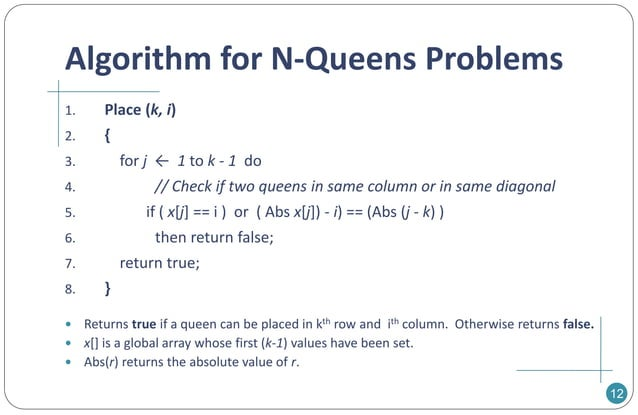 Algorithm for N-Queens Problems
1. Place (k, i)
2. {
3. for j ← 1 to k - 1 do
4. // Check if two queens in same column or in same diagonal
5. if ( x[j] == i ) or ( Abs x[j]) - i) == (Abs (j - k) )
6. then return false;
7. return true;
8. }
• Returns true if a queen can be placed in kth row and ith column. Otherwise returns false.
• x[] is a global array whose first (k-1) values have been set.
• Abs(r) returns the absolute value of r.
12